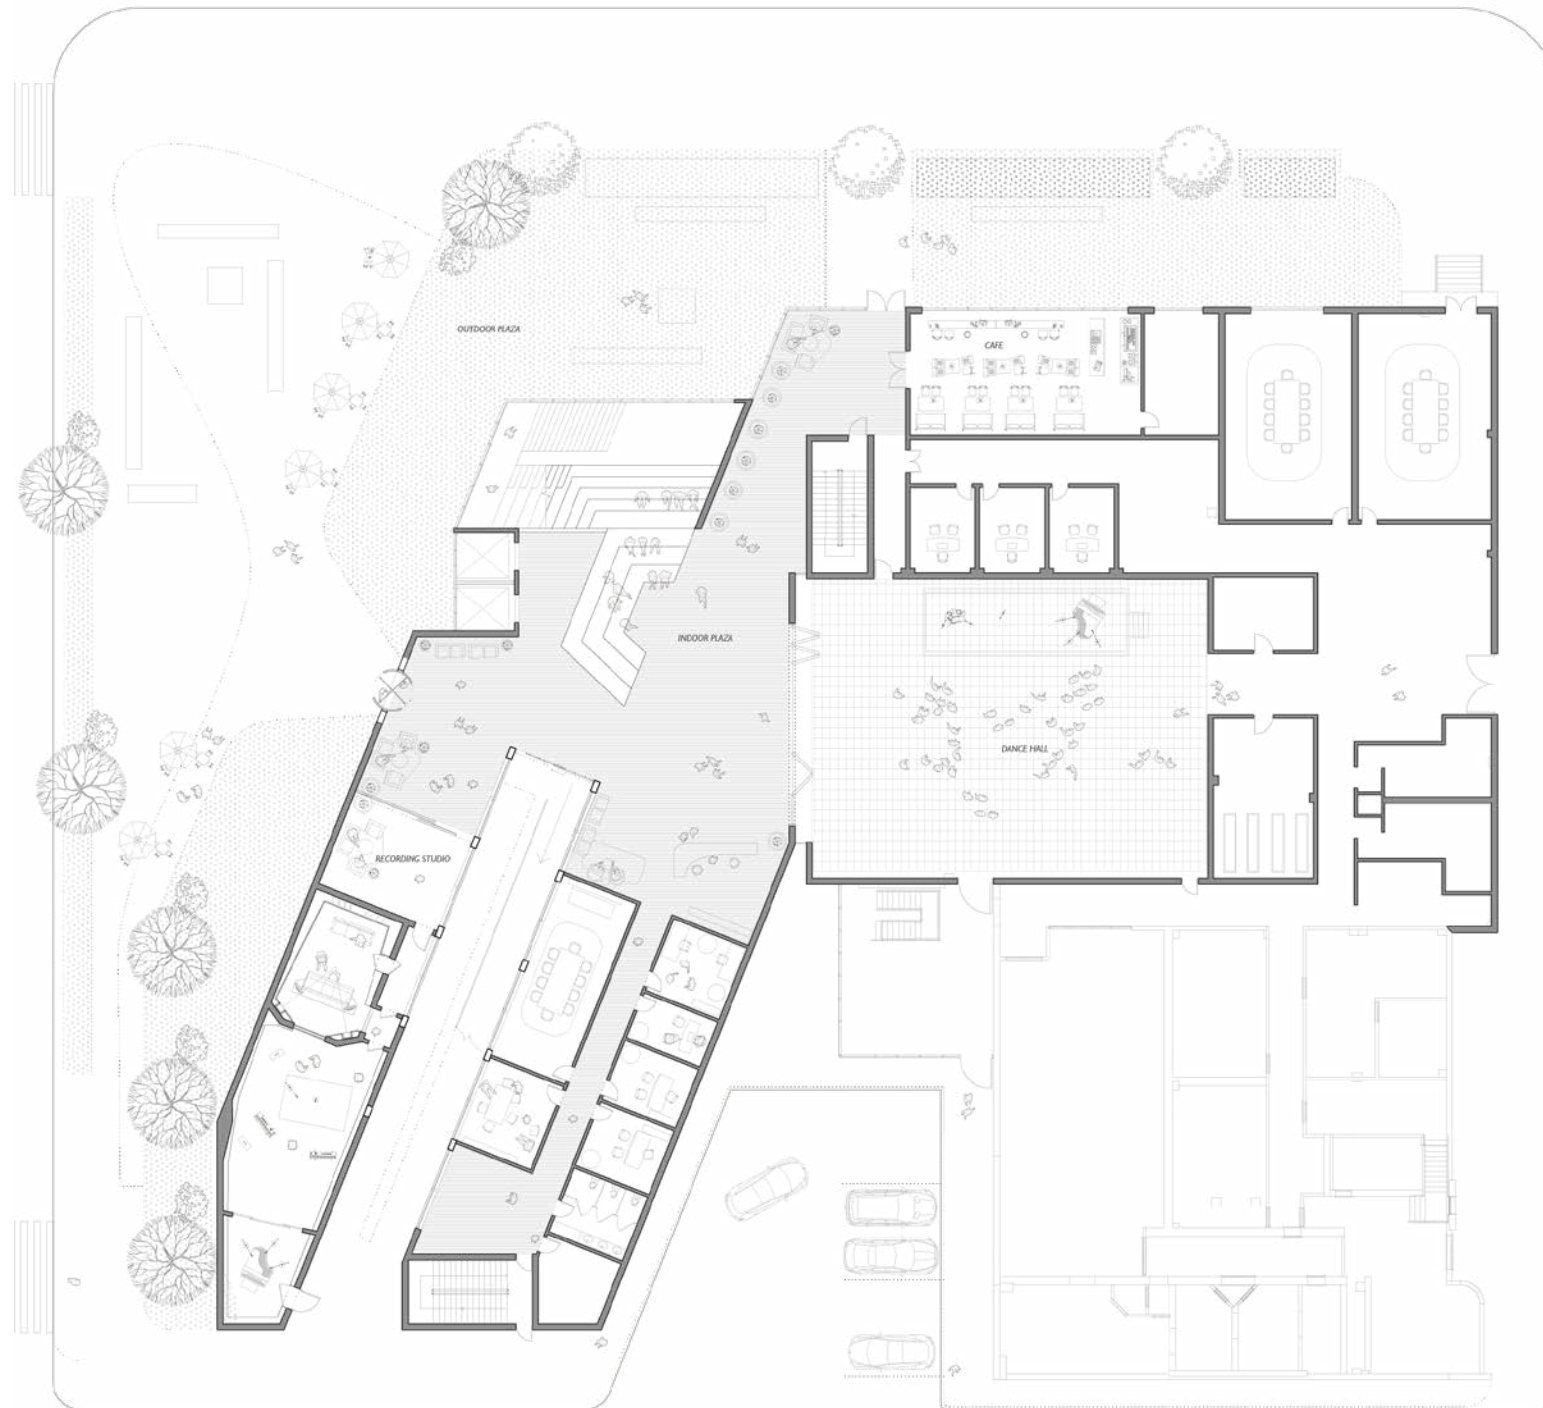 OUTDOOR PLAZA
CAFE
INDOOR PLAZA
DANCE HALL
RECORDING STUDIO